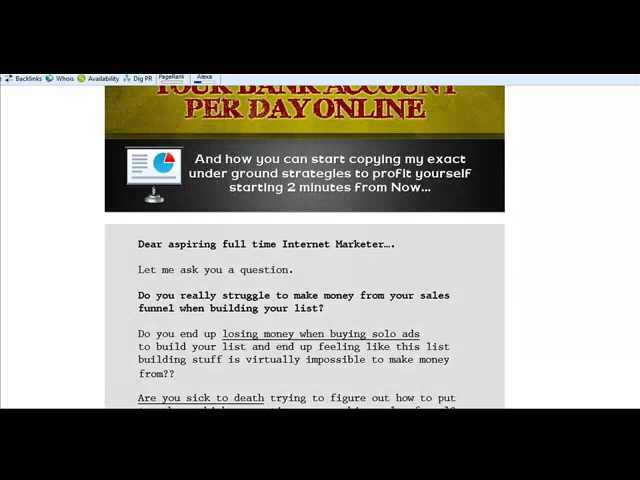 Backlinks Whois Availability Dig PR PageRank Alexa
YOUR BANK ACCOUNT
PER DAY ONLINE
And how you can start copying my exact
under ground strategies to profit yourself
starting 2 minutes from Now...
Dear aspiring full time Internet Marketer….
Let me ask you a question.
Do you really struggle to make money from your sales
funnel when building your list?
Do you end up losing money when buying solo ads
to build your list and end up feeling like this list
building stuff is virtually impossible to make money
from??
Are you sick to death trying to figure out how to put